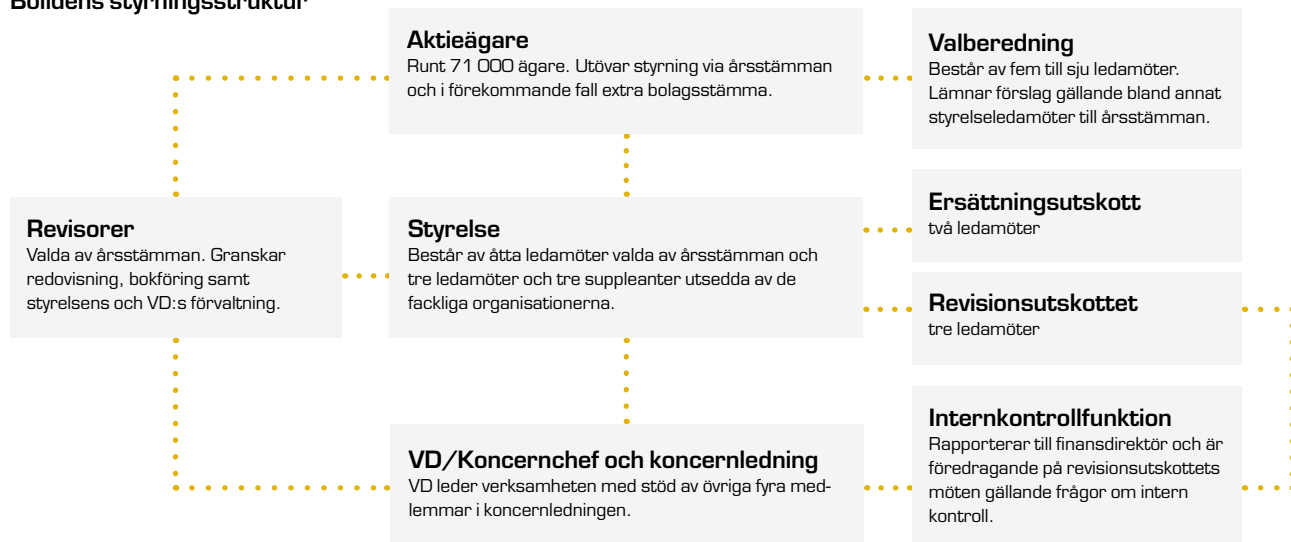 Bolidens styrningsstruktur
Aktieägare
Runt 71 000 ägare. Utövar styrning via årsstämman
och i förekommande fall extra bolagsstämma.
Valberedning
Består av fem till sju ledamöter.
Lämnar förslag gällande bland annat
styrelseledamöter till årsstämman.
Revisorer
Valda av årsstämman. Granskar
redovisning, bokföring samt
styrelsens och VD:s förvaltning.
Styrelse
Består av åtta ledamöter valda av årsstämman och
tre ledamöter och tre suppleanter utsedda av de
fackliga organisationerna.
Ersättningsutskott
två ledamöter
Revisionsutskottet
tre ledamöter
VD/Koncernchef och koncernledning
VD leder verksamheten med stöd av övriga fyra med-
lemmar i koncernledningen.
Internkontrollfunktion
Rapporterar till finansdirektör och är
föredragande på revisionsutskottets
möten gällande frågor om intern
kontroll.